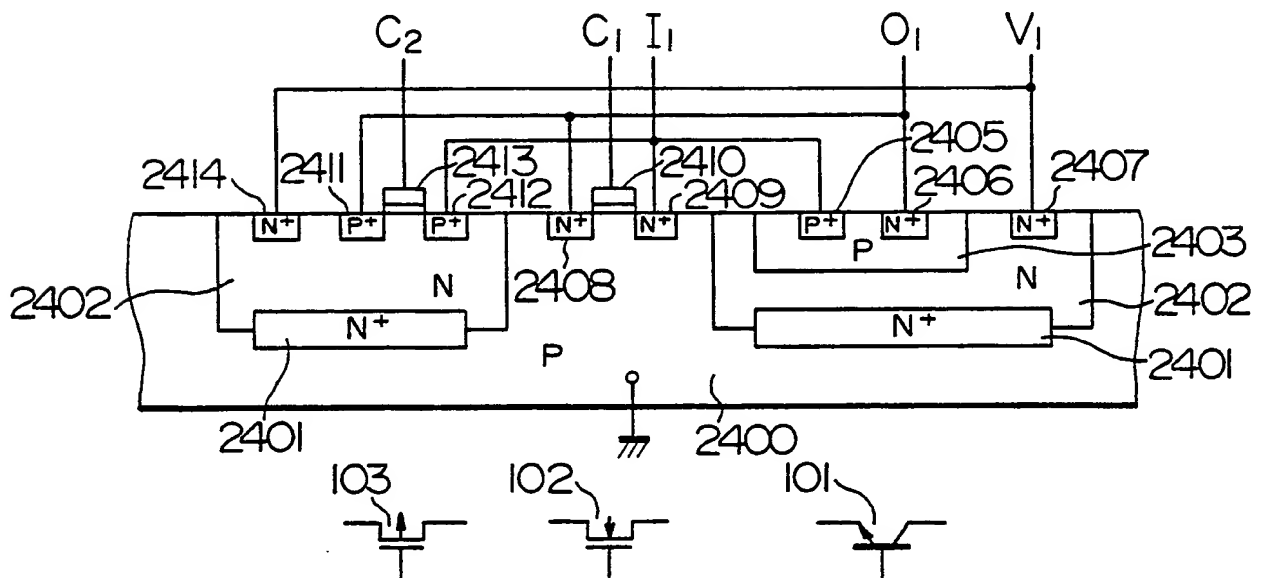 C2 C1 I1 O1 V1
2405
2411 2413 2410 2406 2407
2414 2412 2409
N+ P+ P+ N+ N+ P+ N+ N+
P 2403
2402 N 2408 N 2402
N+ N+
P 2401
2401 2400
103 102 101